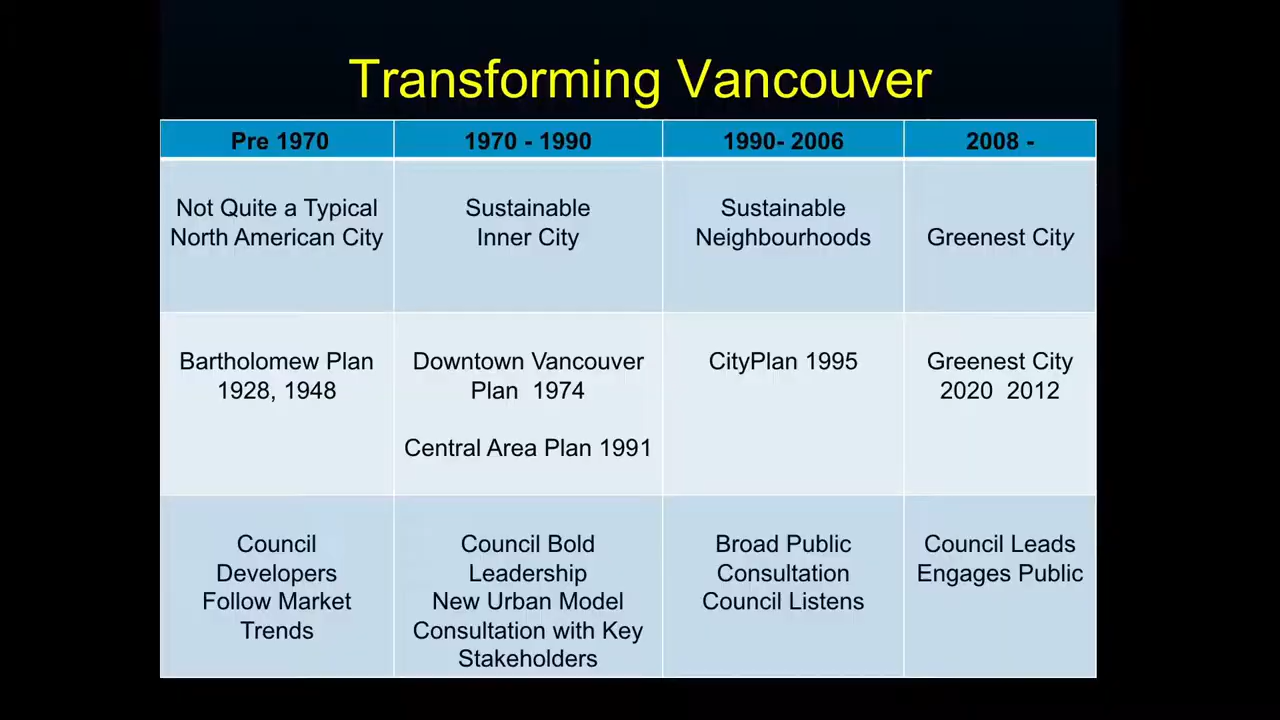 Transforming Vancouver
Pre 1970
1970 - 1990
1990- 2006
2008 -
Not Quite a Typical
North American City
Sustainable
Inner City
Sustainable
Neighbourhoods
Greenest City
Bartholomew Plan
1928, 1948
Downtown Vancouver
Plan  1974
Central Area Plan 1991
CityPlan 1995
Greenest City
2020  2012
Council
Developers
Follow Market
Trends
Council Bold
Leadership
New Urban Model
Consultation with Key
Stakeholders
Broad Public
Consultation
Council Listens
Council Leads
Engages Public